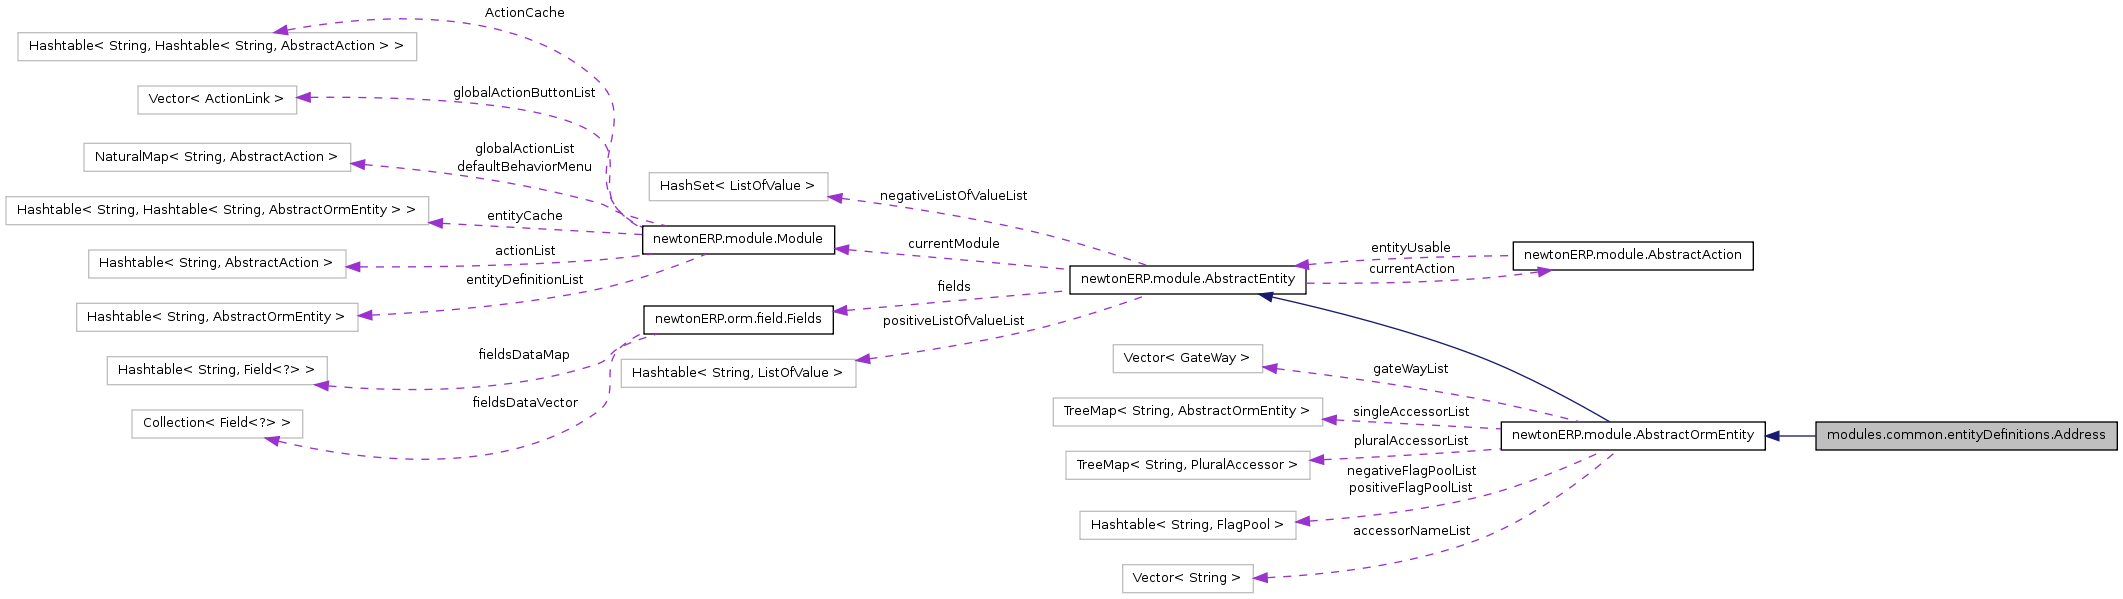 ActionCache
Hashtable< String, Hashtable< String, AbstractAction > >
globalActionButtonList
Vector< ActionLink >
globalActionList
defaultBehaviorMenu
NaturalMap< String, AbstractAction >
HashSet< ListOfValue >
negativeListOfValueList
Hashtable< String, Hashtable< String, AbstractOrmEntity > >
entityCache
newtonERP.module.Module
currentModule
entityUsable
newtonERP.module.AbstractAction
actionList
Hashtable< String, AbstractAction >
currentAction
entityDefinitionList
newtonERP.module.AbstractEntity
fields
Hashtable< String, AbstractOrmEntity >
newtonERP.orm.field.Fields
positiveListOfValueList
fieldsDataMap
Hashtable< String, Field<?> >
Hashtable< String, ListOfValue >
Vector< GateWay >
gateWayList
fieldsDataVector
Collection< Field<?> >
TreeMap< String, AbstractOrmEntity >
singleAccessorList
newtonERP.module.AbstractOrmEntity
modules.common.entityDefinitions.Address
pluralAccessorList
TreeMap< String, PluralAccessor >
negativeFlagPoolList
positiveFlagPoolList
Hashtable< String, FlagPool >
accessorNameList
Vector< String >